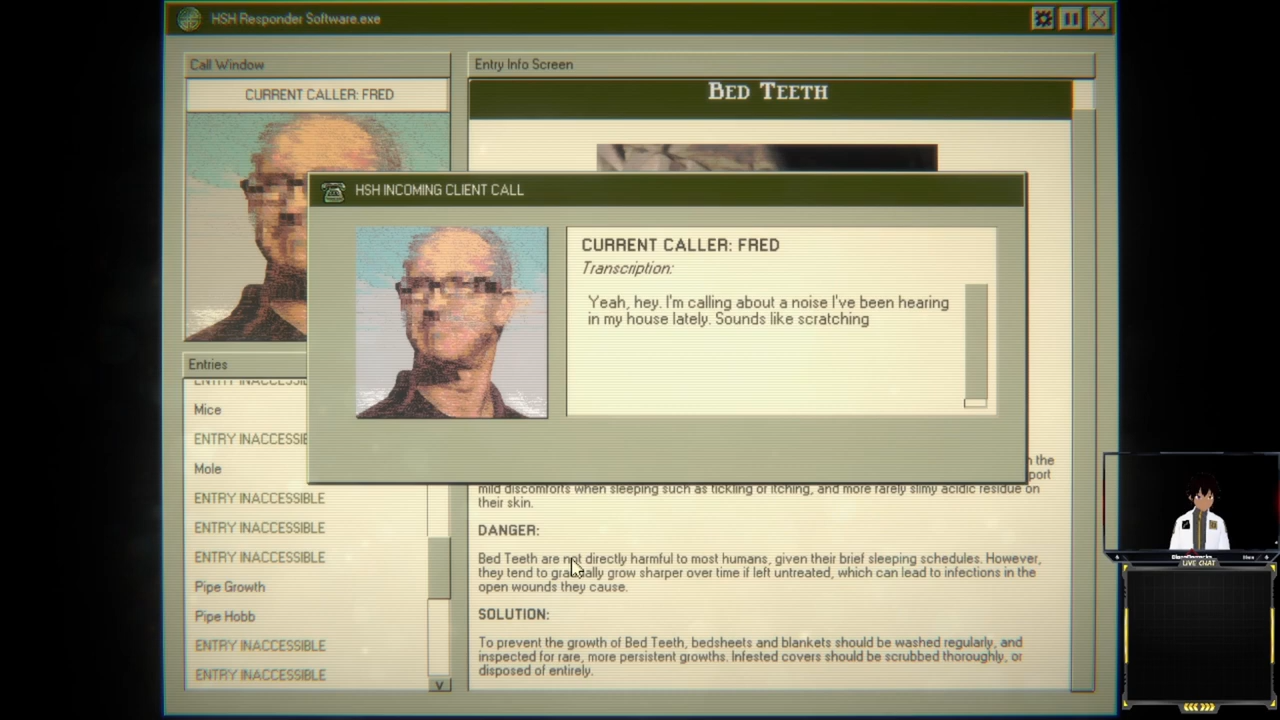 HSH Responder Software.exe
Call Window
CURRENT CALLER: FRED
Entry Info Screen
BED TEETH
HSH INCOMING CLIENT CALL
CURRENT CALLER: FRED
Transcription:
Yeah, hey. I'm calling about a noise I've been hearing
in my house lately. Sounds like scratching
Entries
ENTRY INACCESSIB
Mice
ENTRY INACCESSIB
Mole
ENTRY INACCESSIBLE
ENTRY INACCESSIBLE
ENTRY INACCESSIBLE
Pipe Growth
Pipe Hobb
ENTRY INACCESSIBLE
ENTRY INACCESSIBLE
V
the
mild discomforts when sleeping such as tickling or itching, and more rarely slimy acidic residue on
their skin.
DANGER:
Bed Teeth are not directly harmful to most humans, given their brief sleeping schedules. However,
they tend to gradually grow sharper over time if left untreated, which can lead to infections in the
open wounds they cause.
SOLUTION:
To prevent the growth of Bed Teeth, bedsheets and blankets should be washed regularly, and
inspected for rare, more persistent growths. Infested covers should be scrubbed thoroughly, or
disposed of entirely.
LIVE CHAT